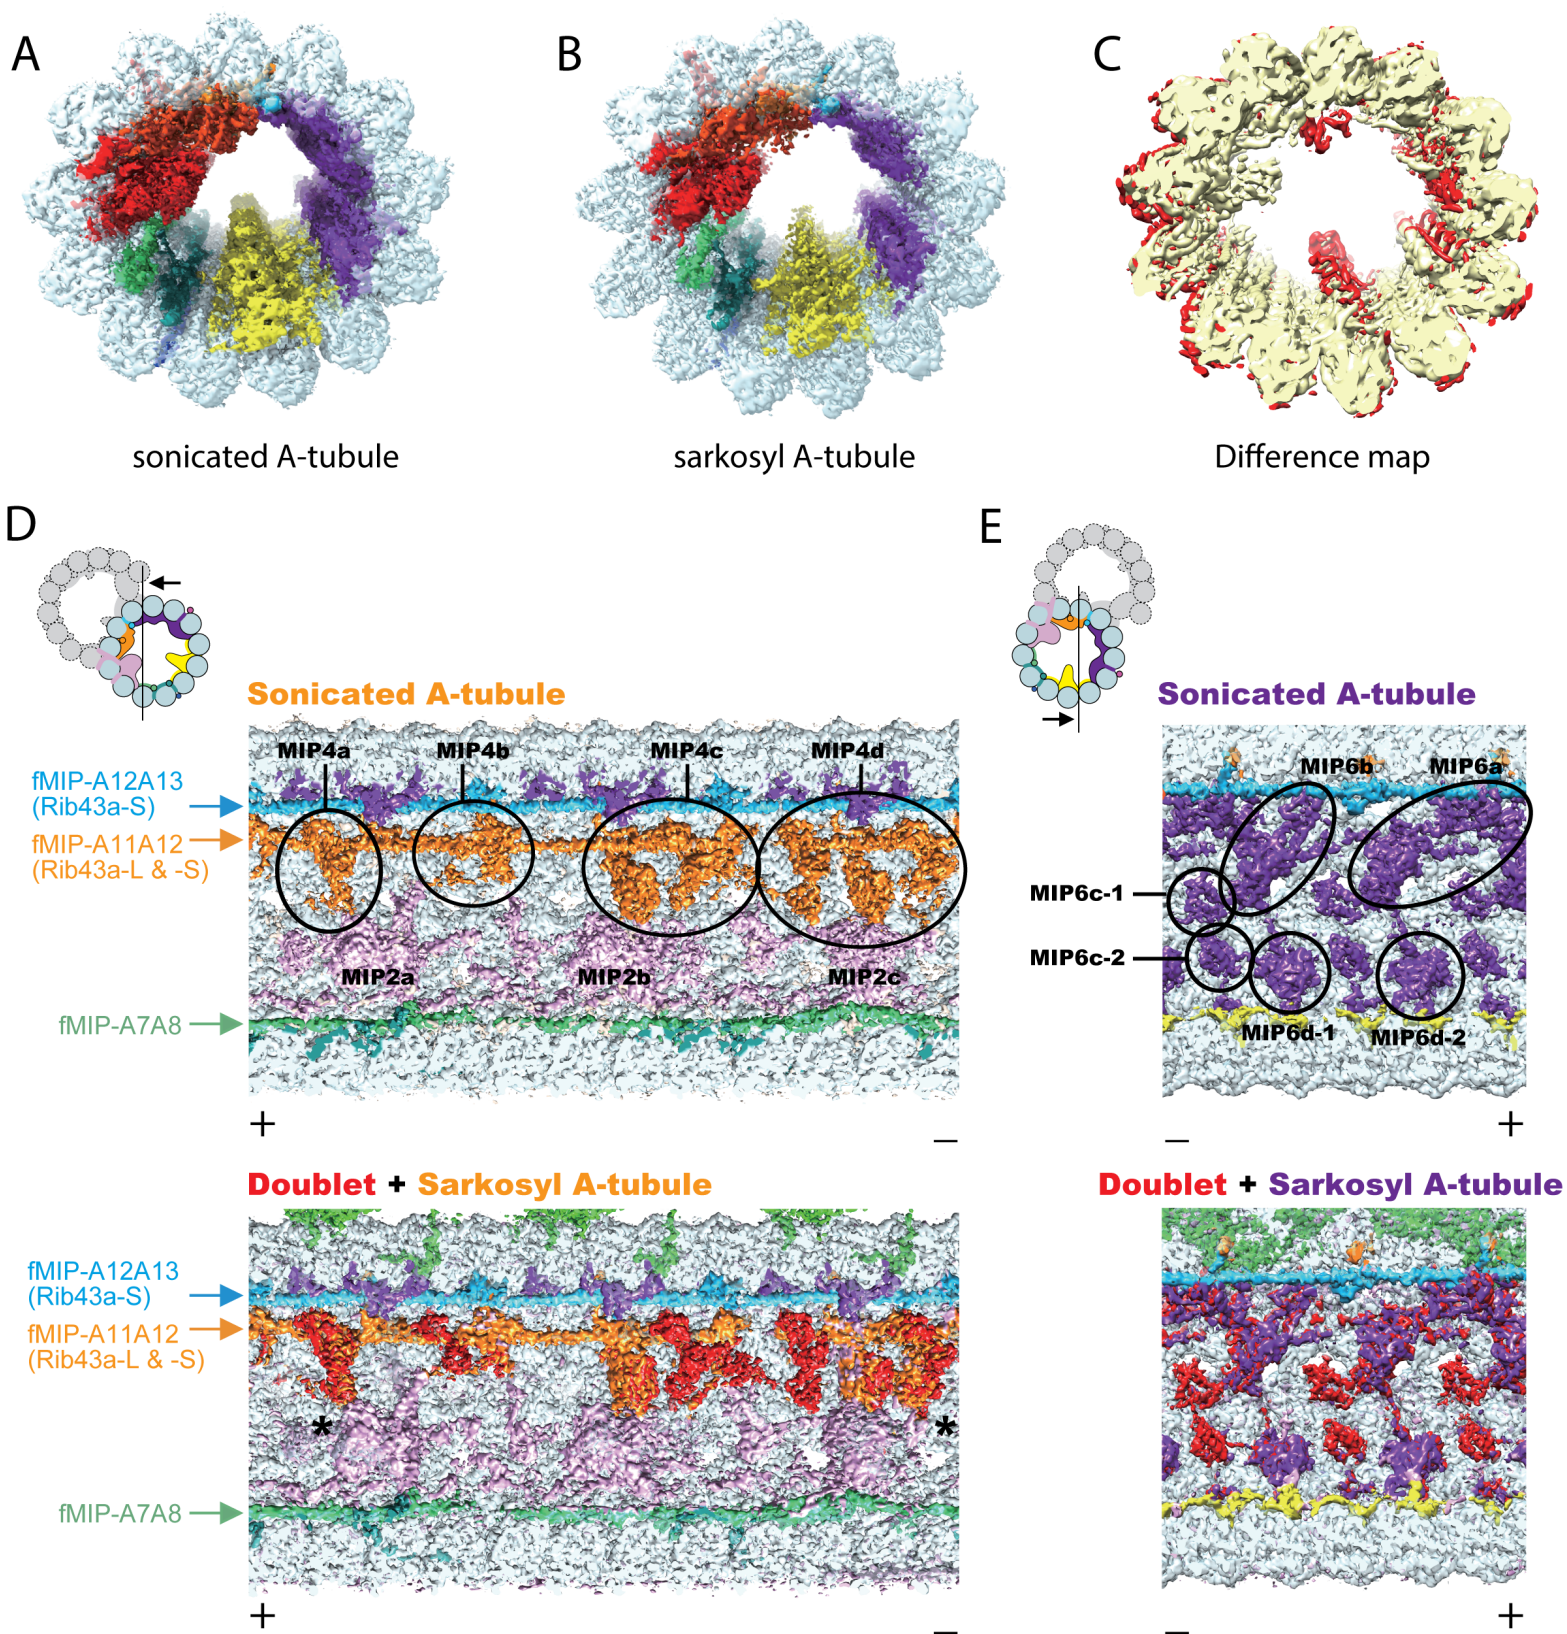 A
B
C
sonicated A-tubule
sarkosyl A-tubule
Difference map
D
E
Sonicated A-tubule
Sonicated A-tubule
MIP4a
MIP4b
MIP4c
MIP4d
MIP6b
MIP6a
fMIP-A12A13
(Rib43a-S)
fMIP-A11A12
(Rib43a-L & -S)
MIP6c-1
MIP6c-2
MIP2a
MIP2b
MIP2c
fMIP-A7A8
MIP6d-1
MIP6d-2
+
–
–
+
Doublet + Sarkosyl A-tubule
Doublet + Sarkosyl A-tubule
fMIP-A12A13
(Rib43a-S)
fMIP-A11A12
(Rib43a-L & -S)
*
*
fMIP-A7A8
+
–
–
+